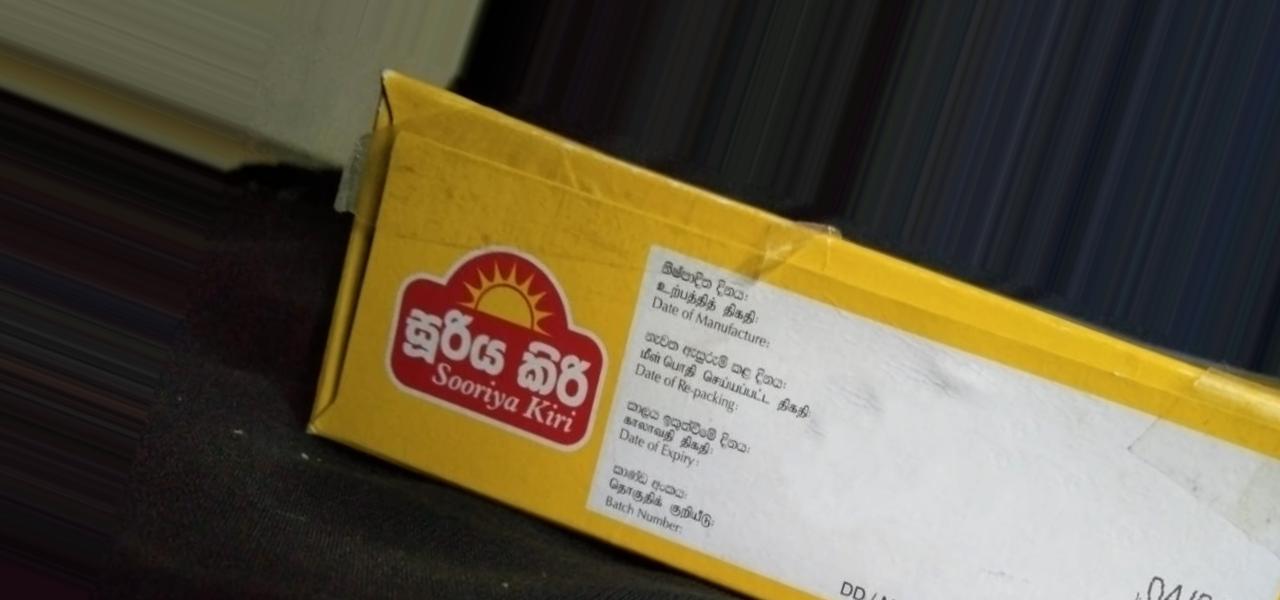 සූරිය කිරි
Sooriya Kiri
නිෂ්පාදිත දිනය:
உற்பத்தித் திகதி:
Date of Manufacture:
නැවත ඇසුරුම් කළ දිනය:
மீள் பொதி செய்யப்பட்ட திகதி:
Date of Re-packing:
කාලය ඉකුත්වීමේ දිනය:
காலாவதி திகதி:
Date of Expiry:
කාණ්ඩ අංකය:
தொகுதிக் குறியீடு:
Batch Number: